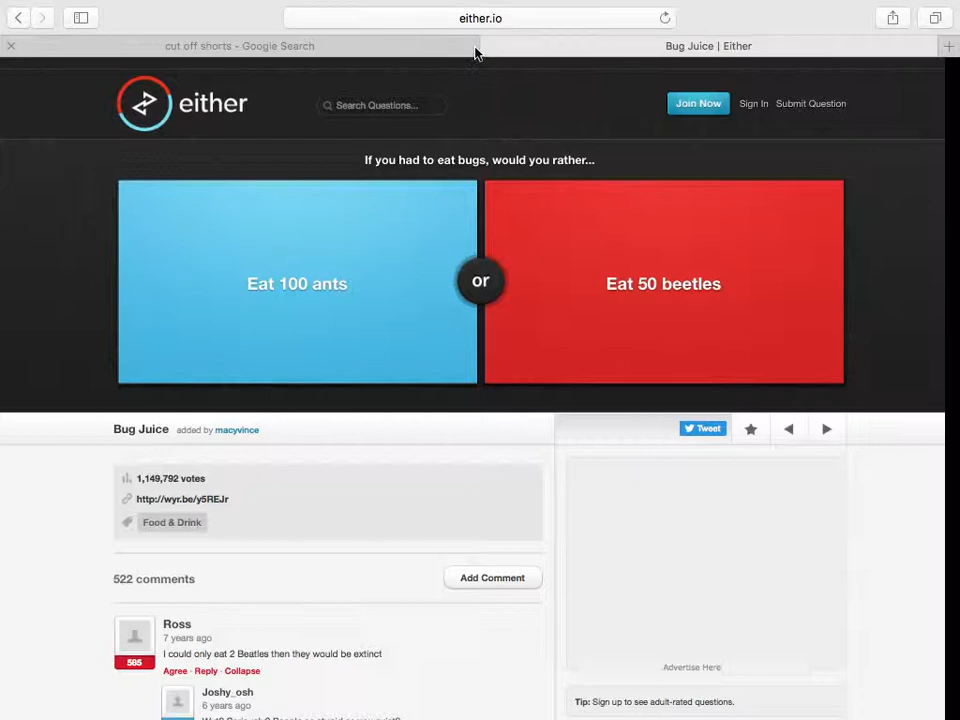 either.io
cut off shorts - Google Search
Bug Juice | Either
either
Search Questions...
Join Now
Sign In
Submit Question
If you had to eat bugs, would you rather...
Eat 100 ants
or
Eat 50 beetles
Bug Juice added by macyvince
Tweet
1,149,792 votes
http://wyr.be/y5REJr
Food & Drink
522 comments
Add Comment
Ross
7 years ago
I could only eat 2 Beatles then they would be extinct
585
Agree · Reply · Collapse
Joshy_osh
6 years ago
Advertise Here
Tip: Sign up to see adult-rated questions.